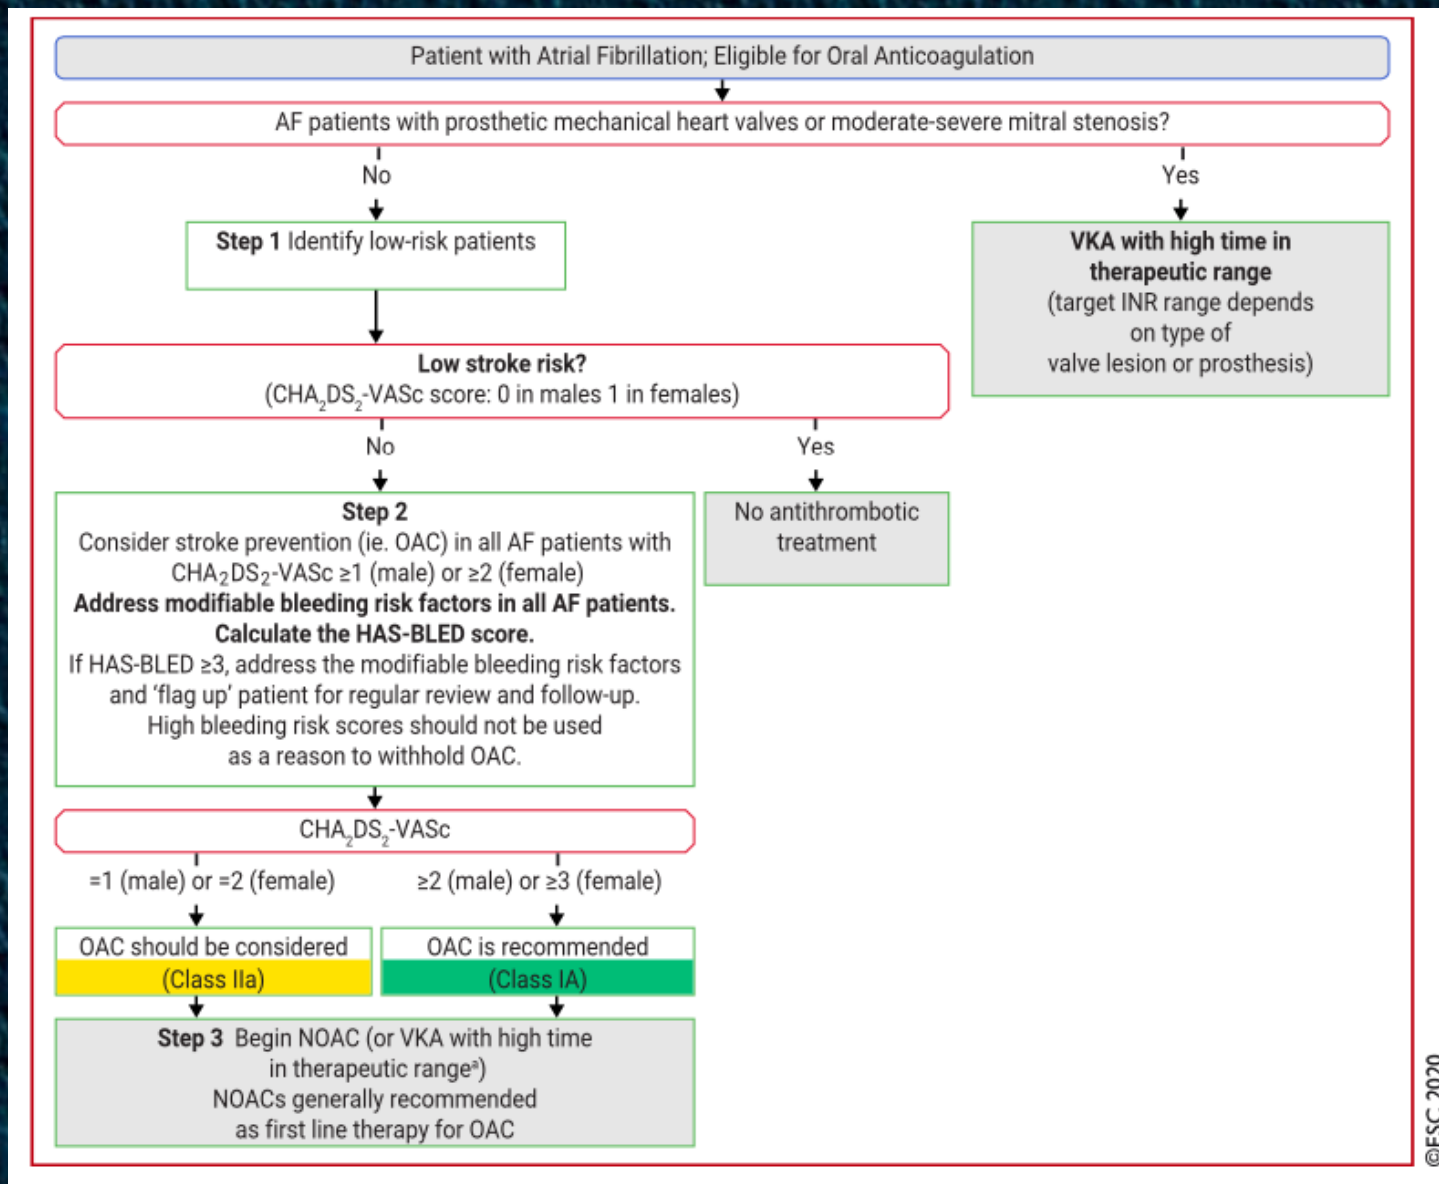 Patient with Atrial Fibrillation; Eligible for Oral Anticoagulation
AF patients with prosthetic mechanical heart valves or moderate-severe mitral stenosis?
No
Yes
Step 1 Identify low-risk patients
VKA with high time in
therapeutic range
(target INR range depends
on type of
valve lesion or prosthesis)
Low stroke risk?
(CHA₂DS₂-VASc score: 0 in males 1 in females)
No
Yes
Step 2
Consider stroke prevention (ie. OAC) in all AF patients with
CHA₂DS₂-VASc ≥1 (male) or ≥2 (female)
Address modifiable bleeding risk factors in all AF patients.
Calculate the HAS-BLED score.
If HAS-BLED ≥3, address the modifiable bleeding risk factors
and ‘flag up’ patient for regular review and follow-up.
High bleeding risk scores should not be used
as a reason to withhold OAC.
No antithrombotic
treatment
CHA₂DS₂-VASc
=1 (male) or =2 (female)
≥2 (male) or ≥3 (female)
OAC should be considered
(Class IIa)
OAC is recommended
(Class IA)
Step 3 Begin NOAC (or VKA with high time
in therapeutic rangeᵃ)
NOACs generally recommended
as first line therapy for OAC
©ESC 2020